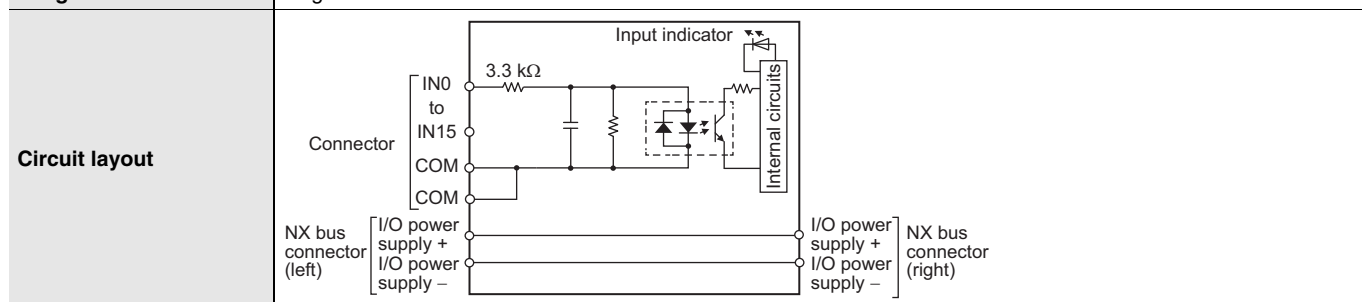 Circuit layout
Input indicator
3.3 kΩ
IN0
to
IN15
COM
COM
Connector
Internal circuits
NX bus
connector
(left)
I/O power
supply +
I/O power
supply –
I/O power
supply +
I/O power
supply –
NX bus
connector
(right)